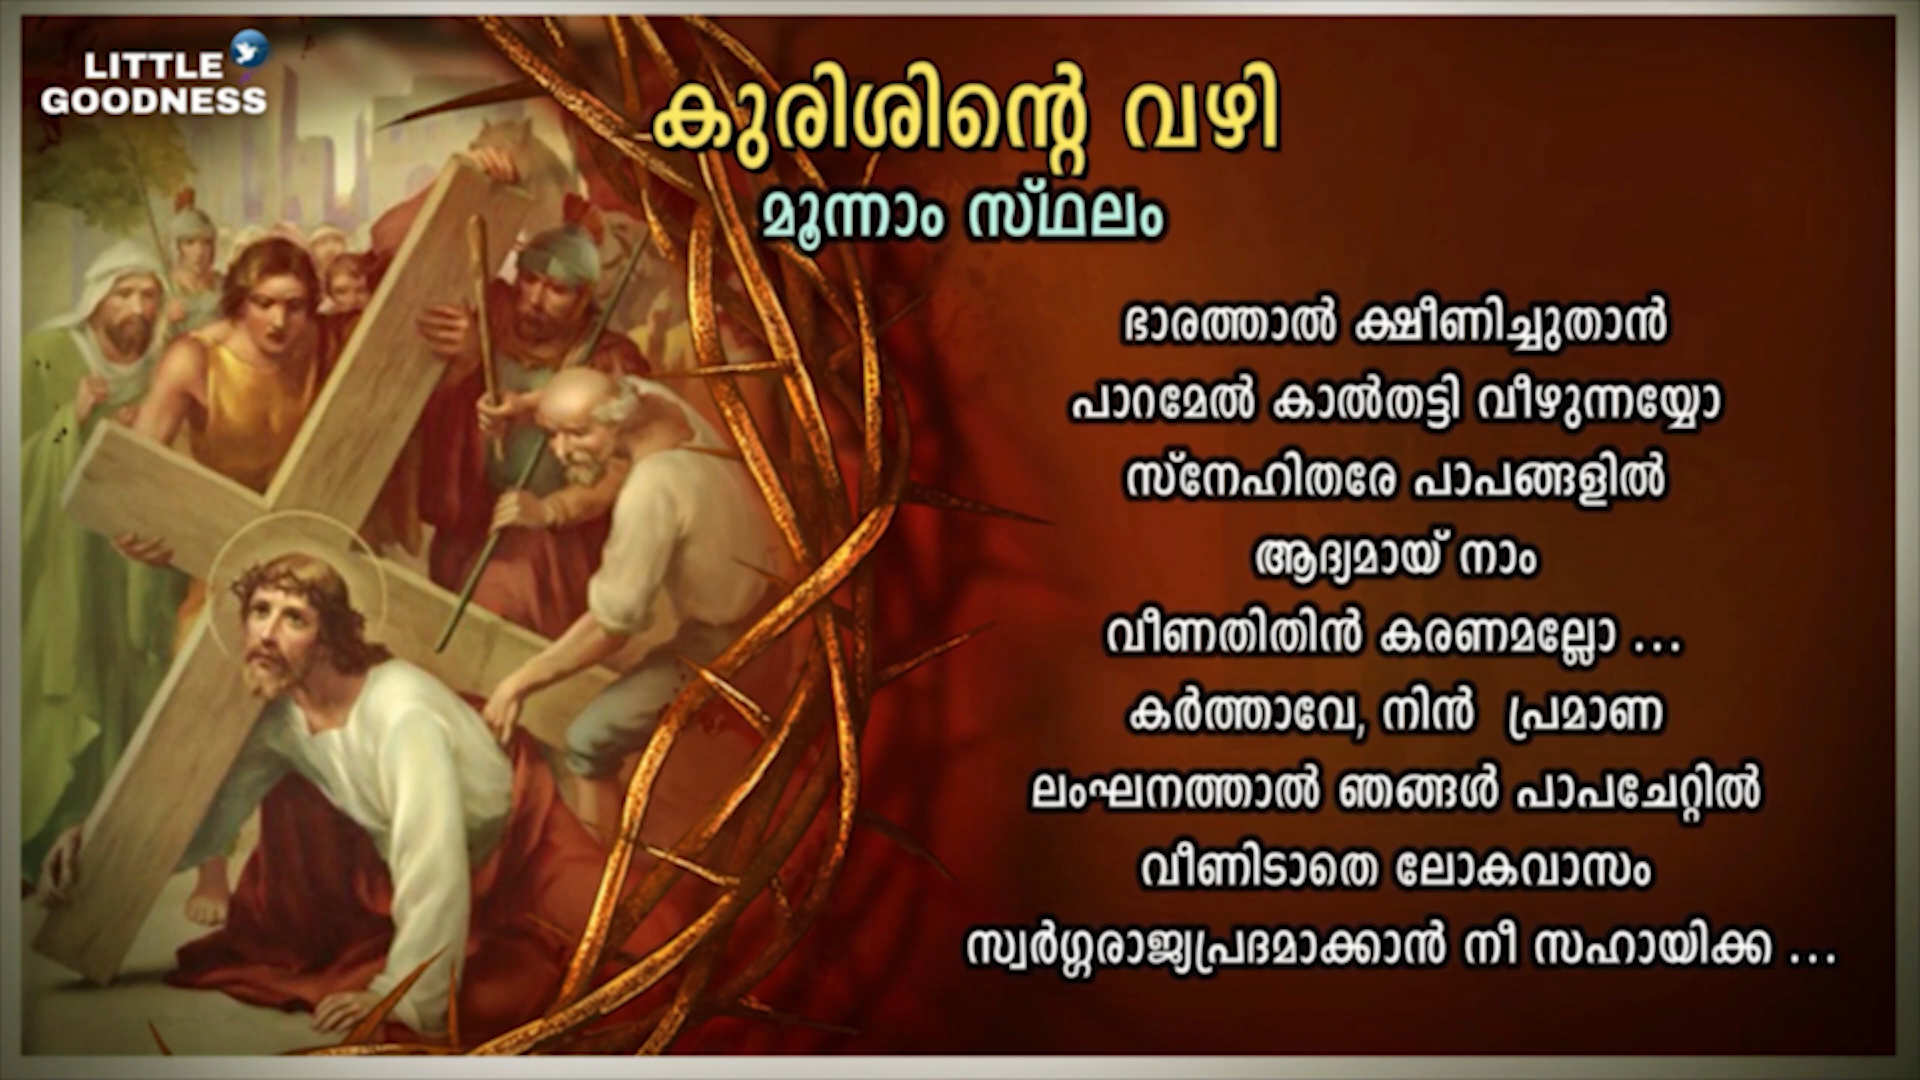 LITTLE
GOODNESS
കുരിശിന്റെ വഴി
മൂന്നാം സ്ഥലം
ഭാരത്താൽ ക്ഷീണിച്ചുതാൻ
പാറമേൽ കാൽതട്ടി വീഴുന്നയ്യോ
സ്നേഹിതരേ പാപങ്ങളിൽ
ആദ്യമായ് നാം
വീണതിതിൻ കരണമല്ലോ ...
കർത്താവേ, നിൻ പ്രമാണ
ലംഘനത്താൽ ഞങ്ങൾ പാപചേറ്റിൽ
വീണിടാതെ ലോകവാസം
സ്വർഗ്ഗരാജ്യപ്രദമാക്കാൻ നീ സഹായിക്ക ...